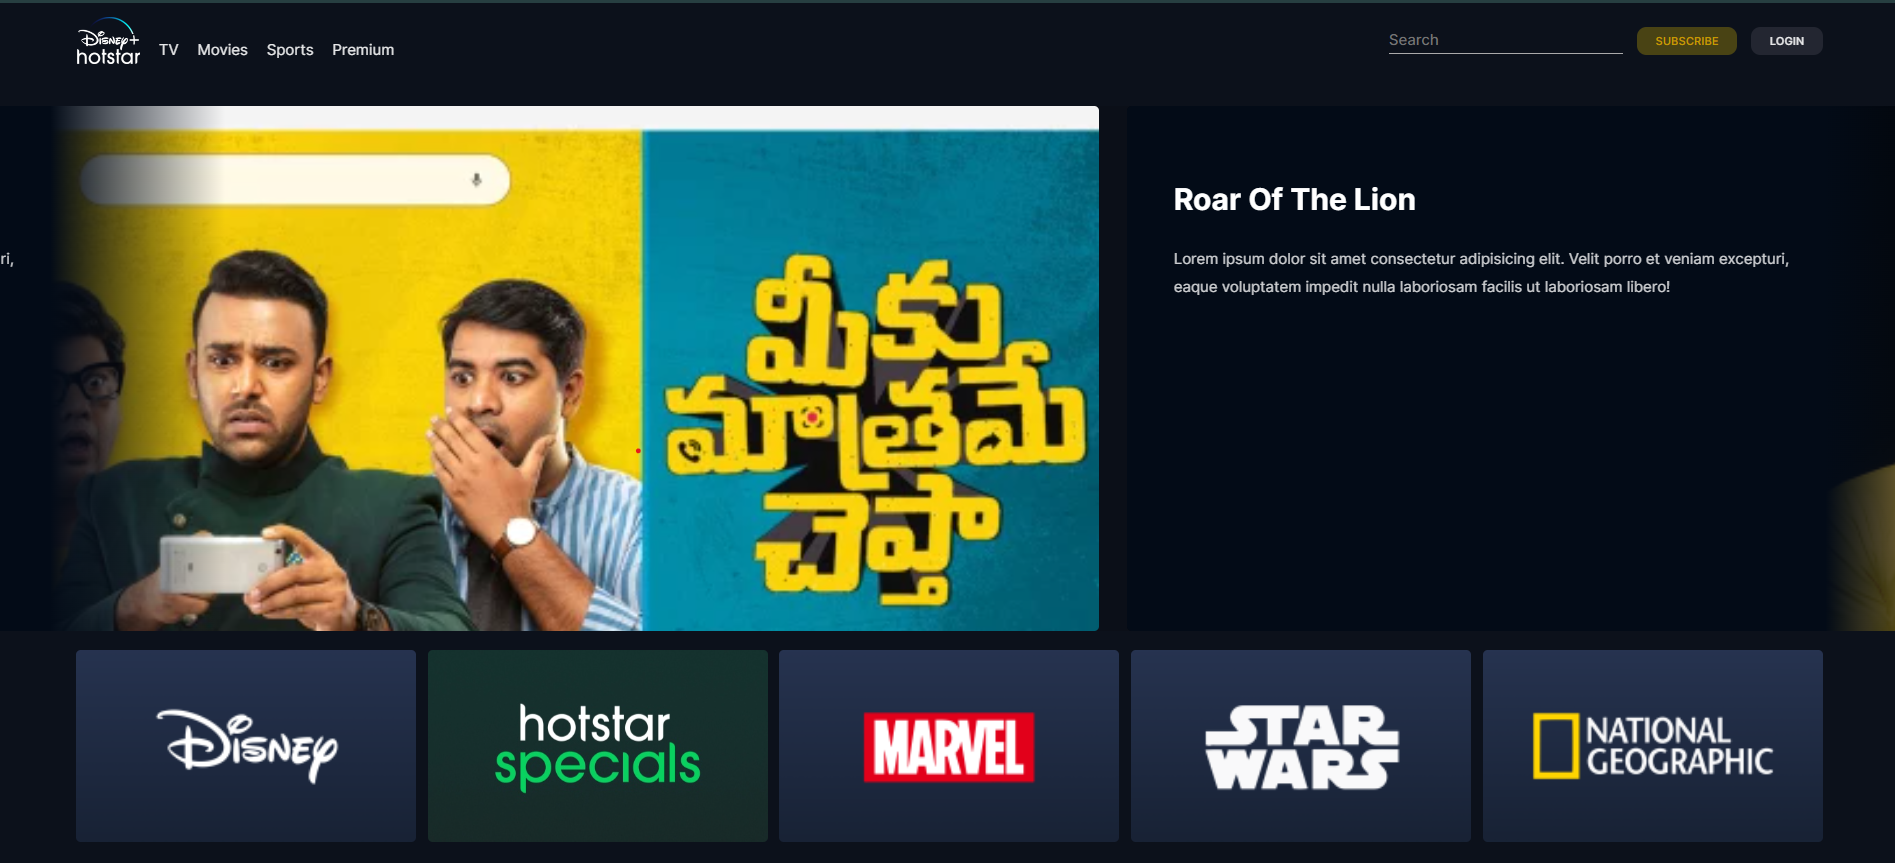 Disney+
hotstar
TV Movies Sports Premium
Search
SUBSCRIBE
LOGIN
ri,
మీకు
మాత్రమే
చెప్తా
Roar Of The Lion
Lorem ipsum dolor sit amet consectetur adipisicing elit. Velit porro et veniam excepturi,
eaque voluptatem impedit nulla laboriosam facilis ut laboriosam libero!
Disney
hotstar
specials
MARVEL
STAR
WARS
NATIONAL
GEOGRAPHIC